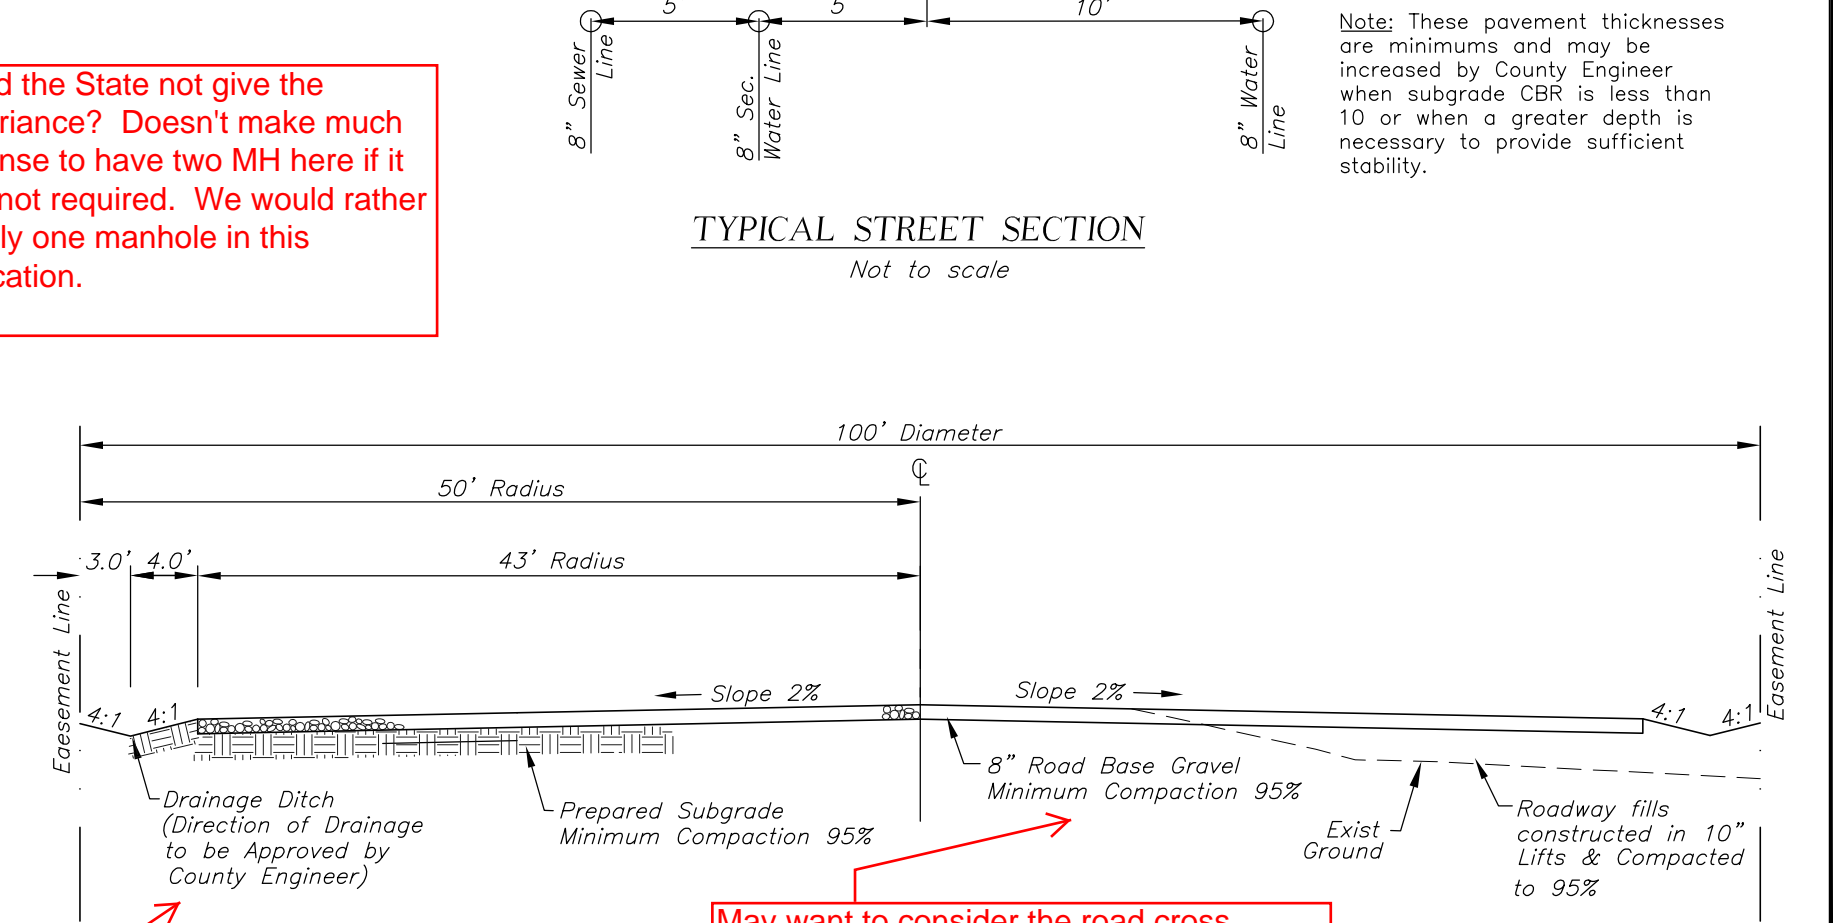 5'
5'
10'
8" Sewer
Line
8" Sec.
Water Line
8" Water
Line
Note: These pavement thicknesses
are minimums and may be
increased by County Engineer
when subgrade CBR is less than
10 or when a greater depth is
necessary to provide sufficient
stability.
the State not give the
Doesn't make much
to have two MH here if it
not required. We would rather
one manhole in this
TYPICAL STREET SECTION
Not to scale
100' Diameter
CL
50' Radius
3.0' 4.0'
43' Radius
Eaesement Line
Easement Line
4:1
4:1
Slope 2%
Slope 2%
4:1
4:1
Drainage Ditch
(Direction of Drainage
to be Approved by
County Engineer)
Prepared Subgrade
Minimum Compaction 95%
8" Road Base Gravel
Minimum Compaction 95%
Exist
Ground
Roadway fills
constructed in 10"
Lifts & Compacted
to 95%
May want to consider the road cross